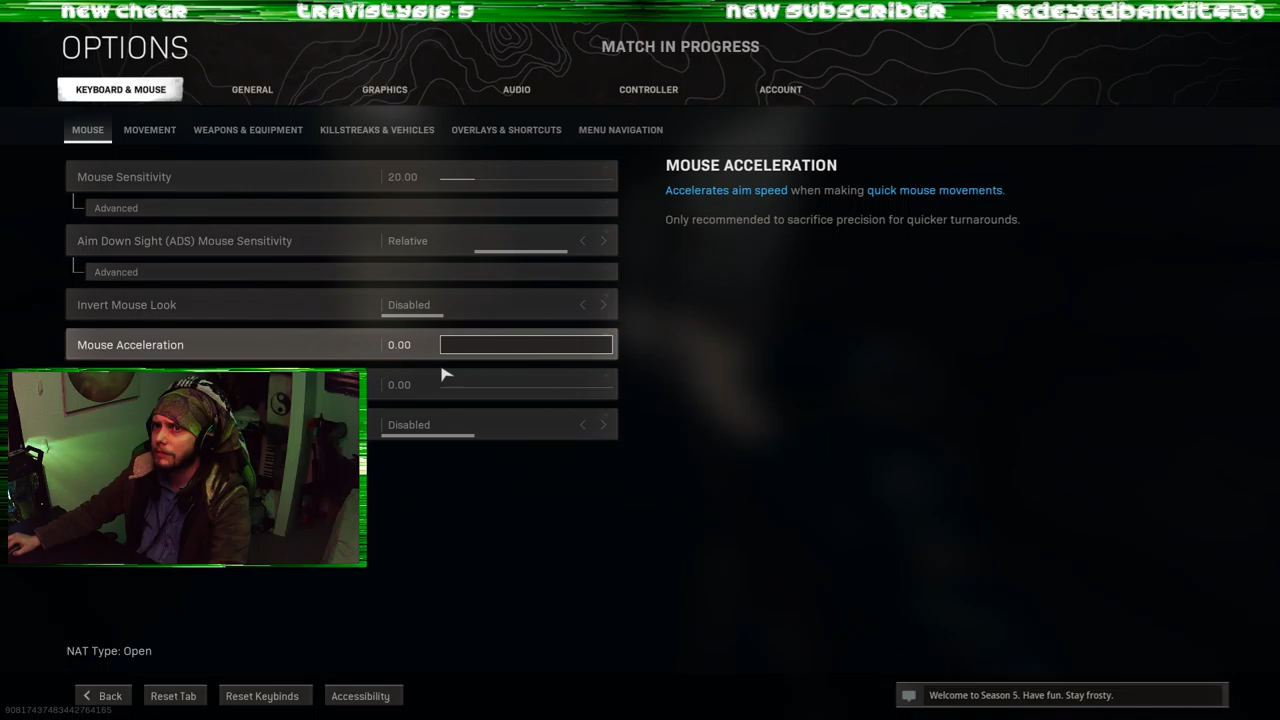 NEW CHEER TRAVISTYSIS 5 NEW SUBSCRIBER REDEYEDBANDIT420
OPTIONS
MATCH IN PROGRESS
KEYBOARD & MOUSE GENERAL GRAPHICS AUDIO CONTROLLER ACCOUNT
MOUSE MOVEMENT WEAPONS & EQUIPMENT KILLSTREAKS & VEHICLES OVERLAYS & SHORTCUTS MENU NAVIGATION
Mouse Sensitivity 20.00
Advanced
Aim Down Sight (ADS) Mouse Sensitivity Relative
Advanced
Invert Mouse Look Disabled
Mouse Acceleration 0.00
0.00
Disabled
MOUSE ACCELERATION
Accelerates aim speed when making quick mouse movements.
Only recommended to sacrifice precision for quicker turnarounds.
NAT Type: Open
Back Reset Tab Reset Keybinds Accessibility
Welcome to Season 5. Have fun. Stay frosty.
90817437483442764165